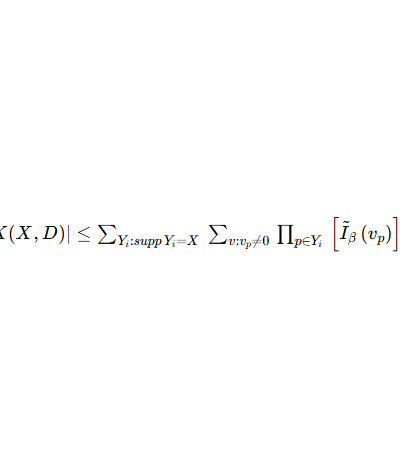 K(X, D)| ≤ ∑_{Y_i:supp Y_i=X} ∑_{v:v_p≠0} ∏_{p∈Y_i} [Ĩ_β (v_p)]